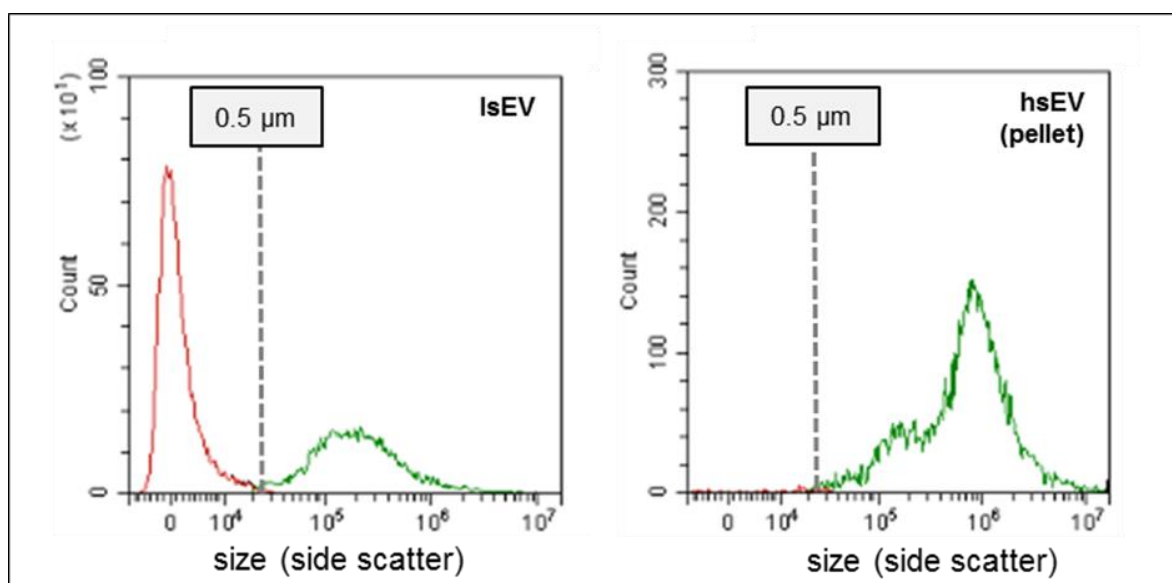 100
(x 10¹)
0.5 µm
lsEV
50
Count
0
0
10⁴
10⁵
10⁶
10⁷
size (side scatter)
300
0.5 µm
hsEV
(pellet)
200
Count
100
0
0
10⁴
10⁵
10⁶
10⁷
size (side scatter)